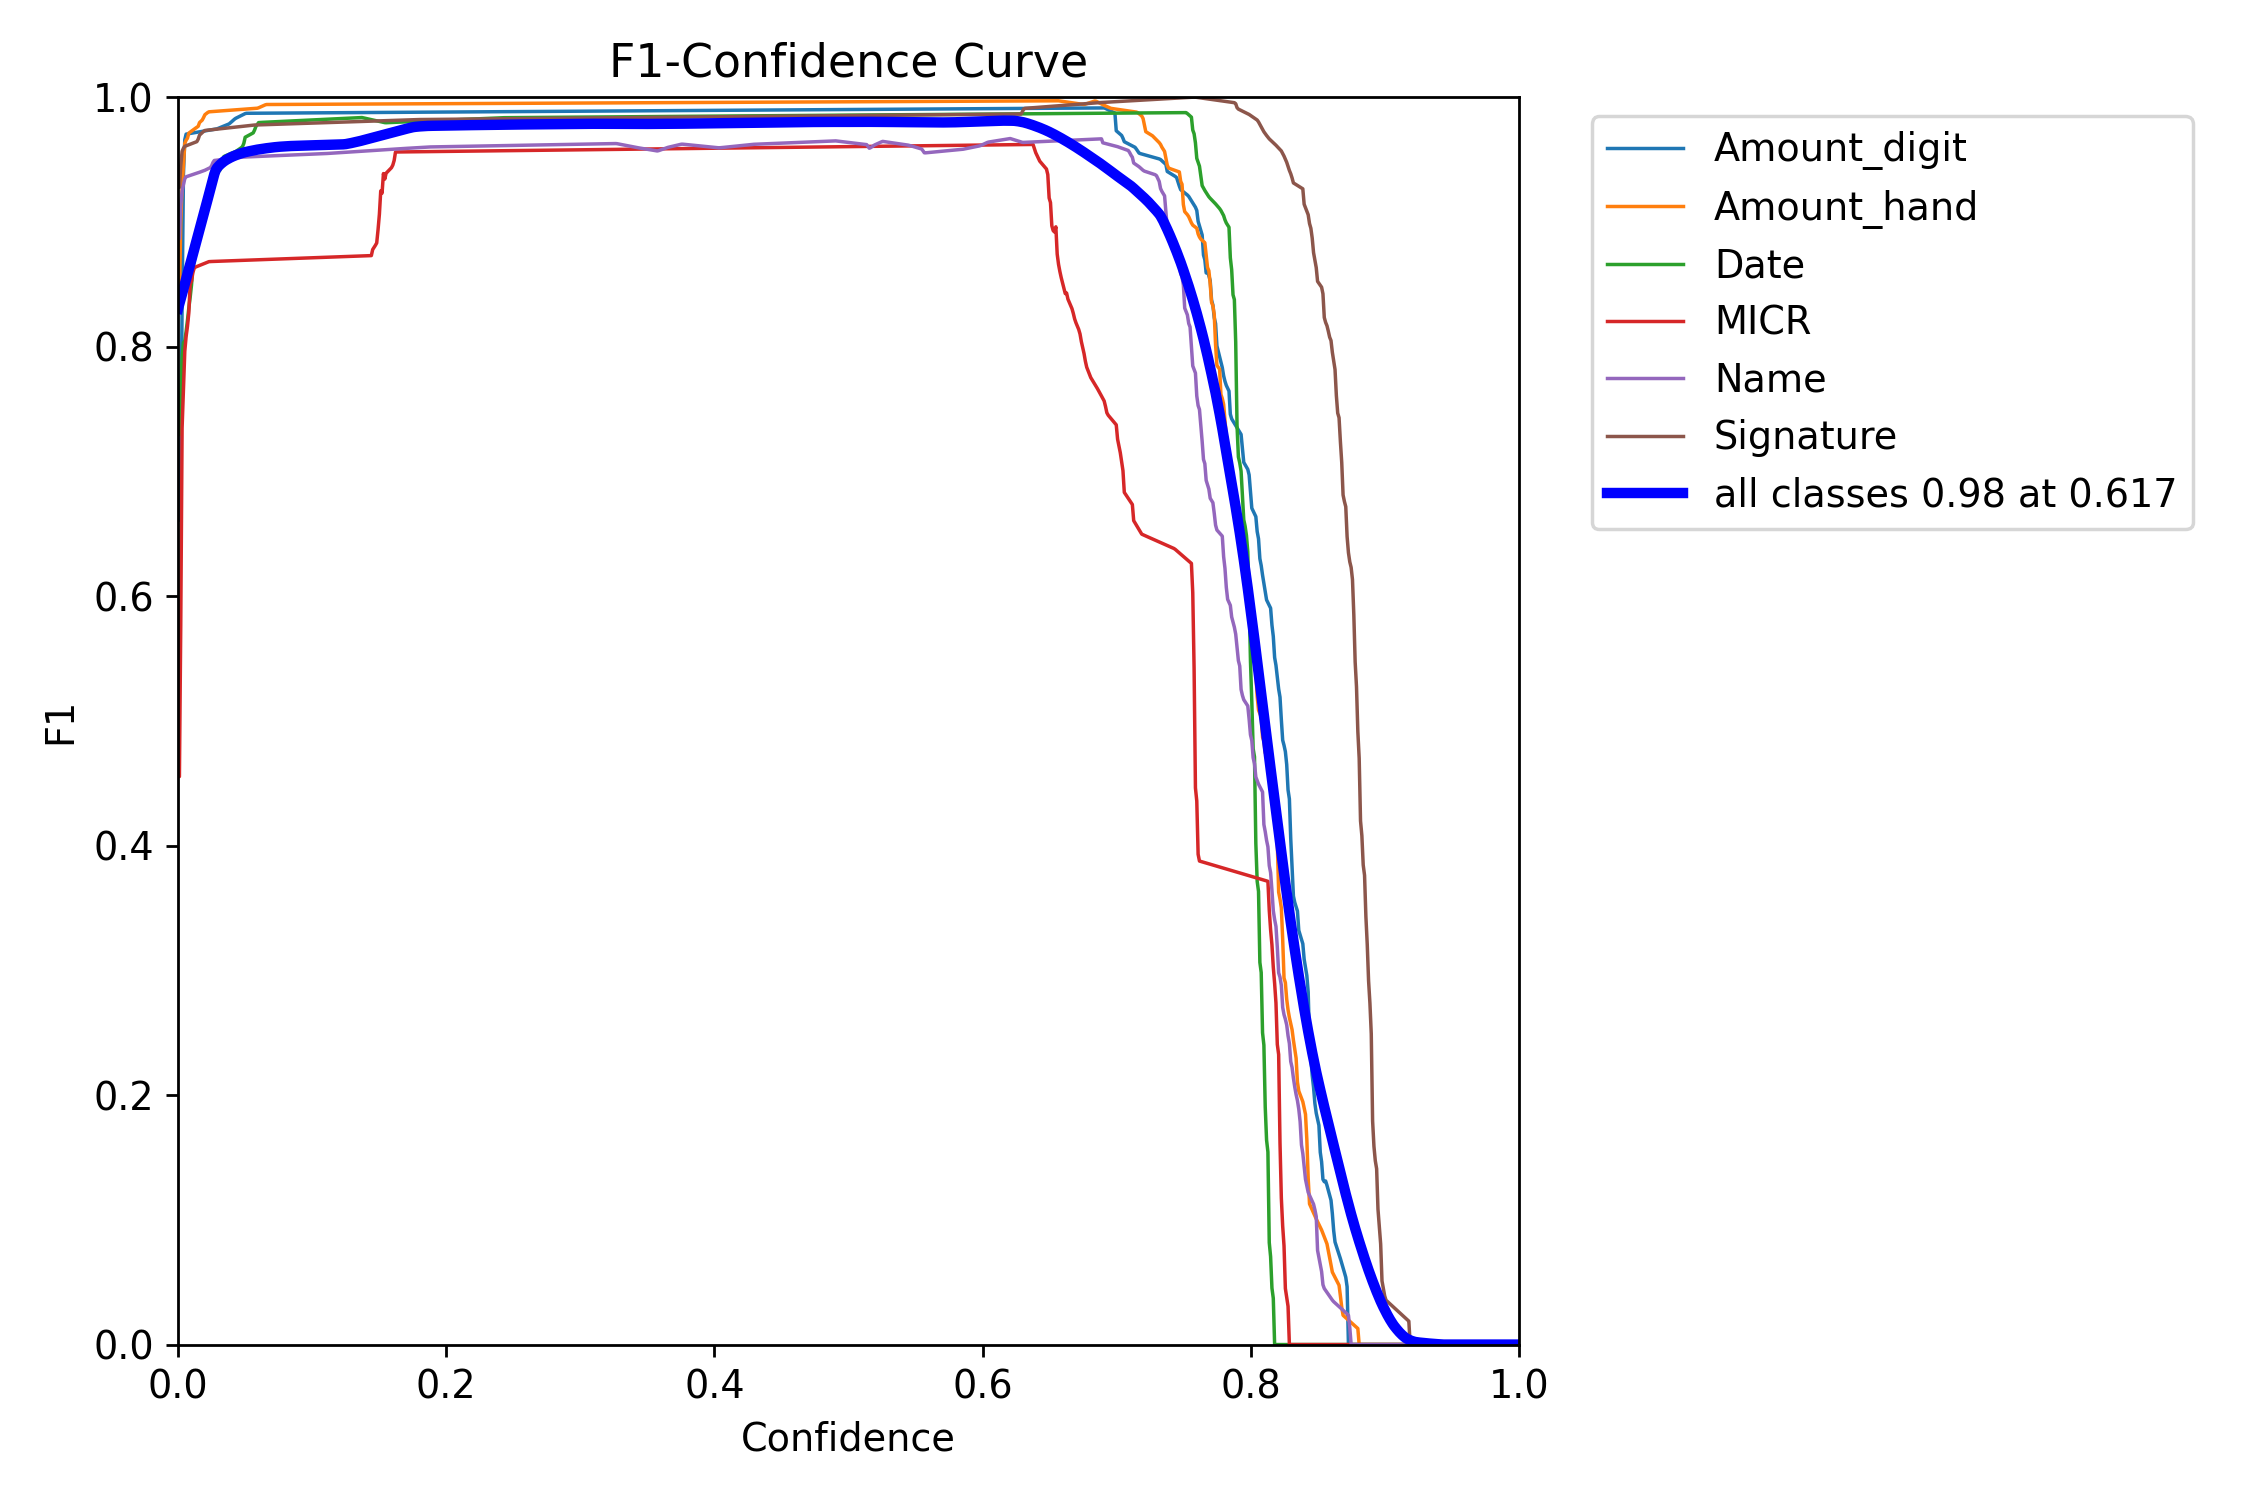 F1-Confidence Curve
1.0
0.8
0.6
0.4
0.2
0.0
F1
0.0 0.2 0.4 0.6 0.8 1.0
Confidence
Amount_digit
Amount_hand
Date
MICR
Name
Signature
all classes 0.98 at 0.617